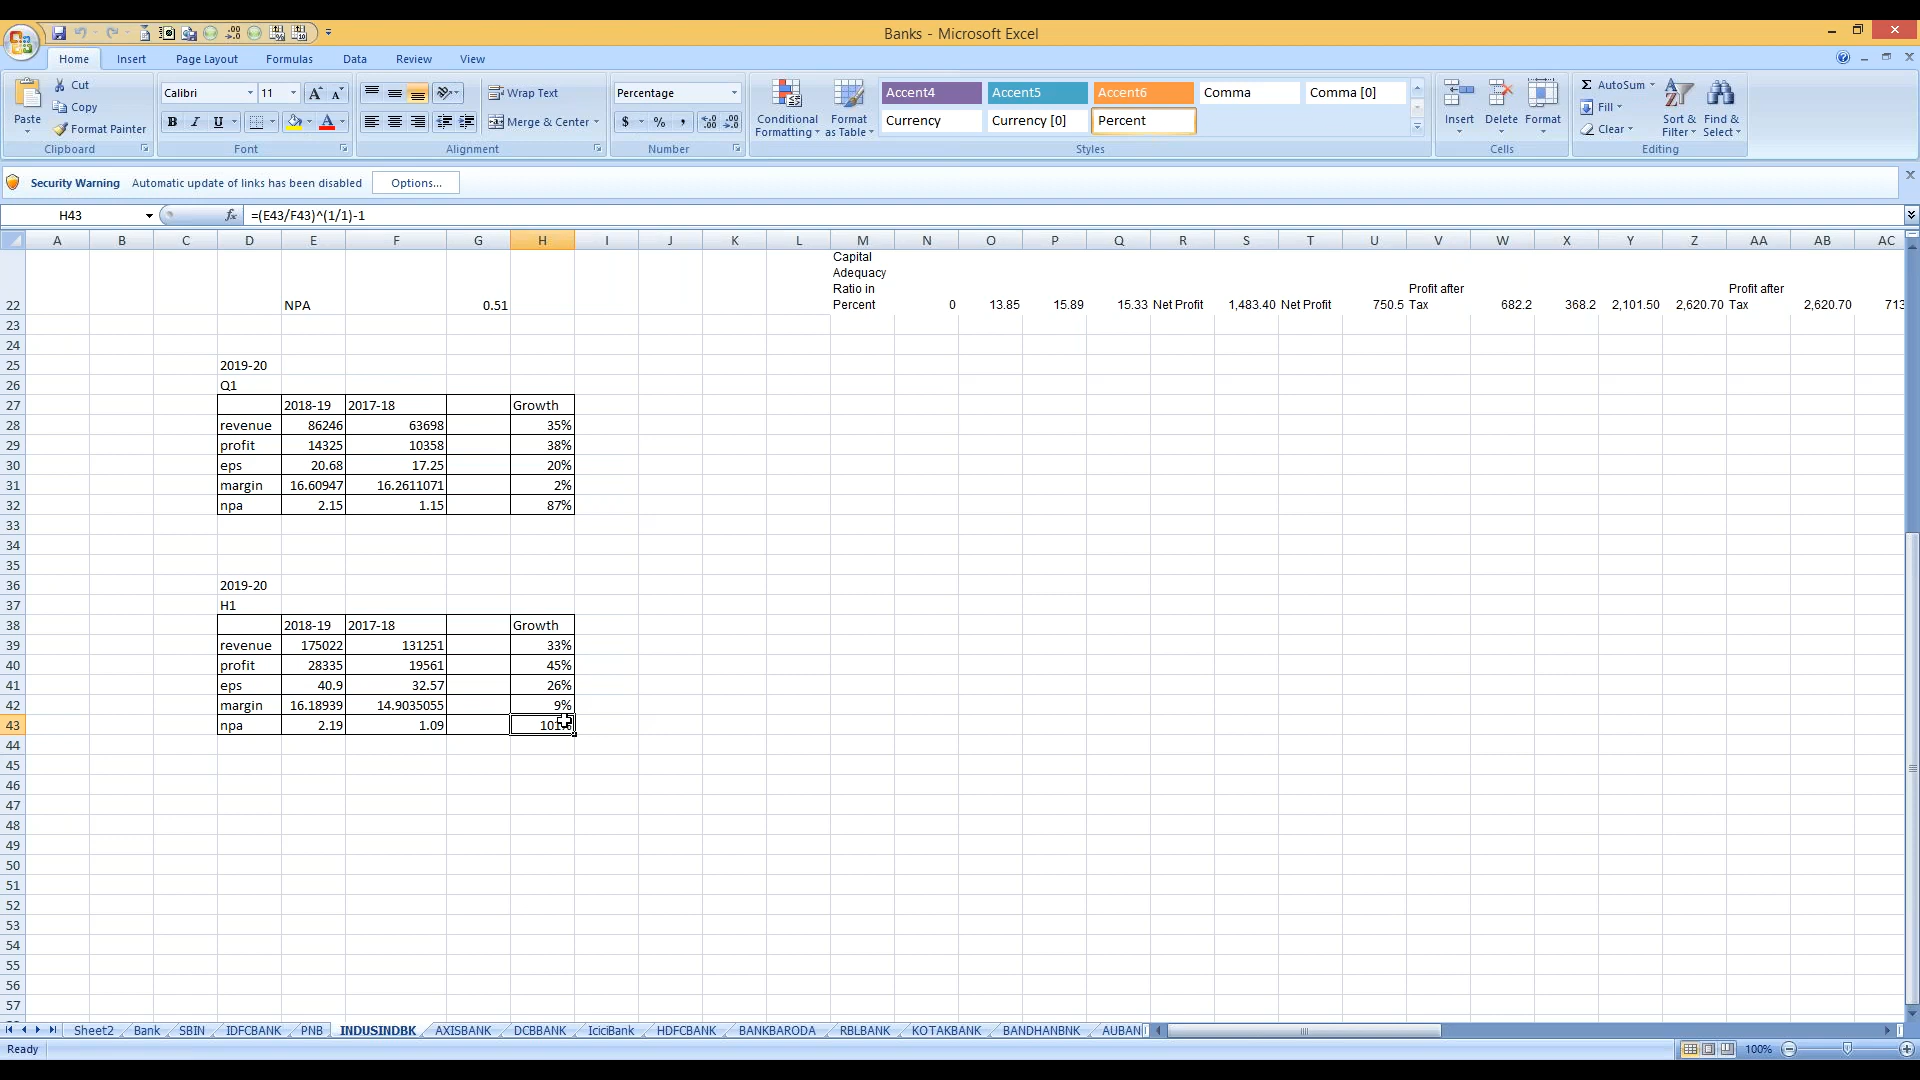 Banks - Microsoft Excel
Home Insert Page Layout Formulas Data Review View
Paste Cut Calibri 11 Wrap Text Percentage Conditional Formatting Format as Table Accent4 Accent5 Accent6 Comma Comma [0] Insert Delete Format AutoSum Sort & Filter Find & Select
Copy Fill
Format Painter B I U Merge & Center $ % , Currency Currency [0] Percent Clear
Clipboard Font Alignment Number Styles Cells Editing
Security Warning Automatic update of links has been disabled Options...
H43 fx =(E43/F43)^(1/1)-1
A B C D E F G H I J K L M N O P Q R S T U V W X Y Z AA AB AC
22 NPA 0.51 Capital Adequacy Ratio in Percent 0 13.85 15.89 15.33 Net Profit 1,483.40 Net Profit 750.5 Profit after Tax 682.2 368.2 2,101.50 2,620.70 Profit after Tax 2,620.70 713
23
24
25 2019-20
26 Q1
27 2018-19 2017-18 Growth
28 revenue 86246 63698 35%
29 profit 14325 10358 38%
30 eps 20.68 17.25 20%
31 margin 16.60947 16.2611071 2%
32 npa 2.15 1.15 87%
33
34
35
36 2019-20
37 H1
38 2018-19 2017-18 Growth
39 revenue 175022 131251 33%
40 profit 28335 19561 45%
41 eps 40.9 32.57 26%
42 margin 16.18939 14.9035055 9%
43 npa 2.19 1.09 101%
44
45
46
47
48
49
50
51
52
53
54
55
56
57
Sheet2 Bank SBIN IDFCBANK PNB INDUSINDBK AXISBANK DCBBANK IciciBank HDFCBANK BANKBARODA RBLBANK KOTAKBANK BANDHANBNK AUBAN
Ready 100%